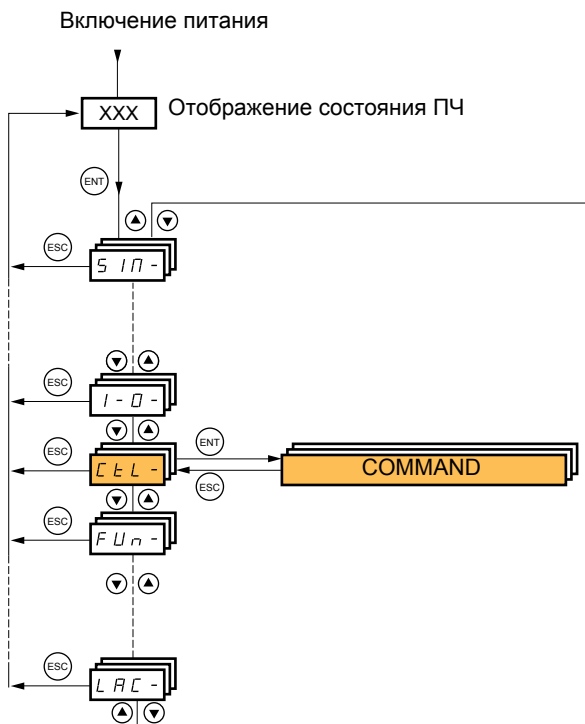 Включение питания
XXX Отображение состояния ПЧ
ENT
ESC
SIM-
ESC
I-O-
ENT
ESC
CtL-
COMMAND
ESC
ESC
FUn-
ESC
LAC-